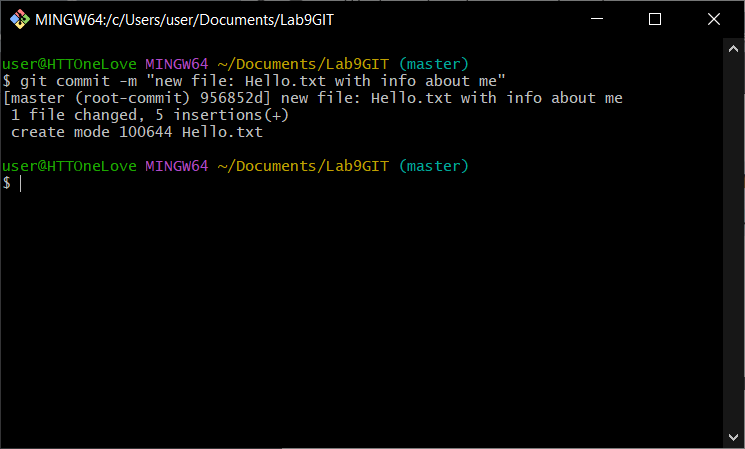 MINGW64:/c/Users/user/Documents/Lab9GIT
user@HTTOneLove MINGW64 ~/Documents/Lab9GIT (master)
$ git commit -m "new file: Hello.txt with info about me"
[master (root-commit) 956852d] new file: Hello.txt with info about me
 1 file changed, 5 insertions(+)
 create mode 100644 Hello.txt
user@HTTOneLove MINGW64 ~/Documents/Lab9GIT (master)
$